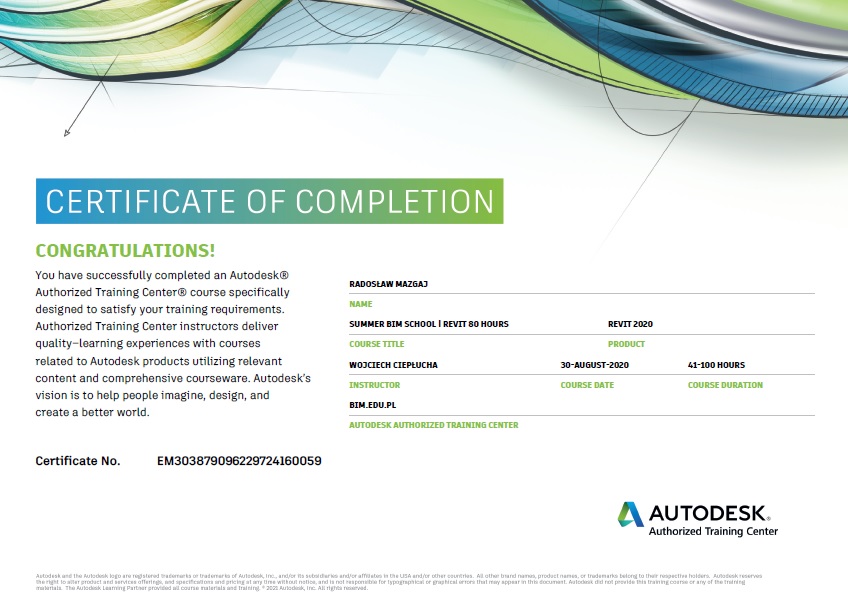 CERTIFICATE OF COMPLETION
CONGRATULATIONS!
You have successfully completed an Autodesk®
Authorized Training Center® course specifically
designed to satisfy your training requirements.
Authorized Training Center instructors deliver
quality-learning experiences with courses
related to Autodesk products utilizing relevant
content and comprehensive courseware. Autodesk's
vision is to help people imagine, design, and
create a better world.
Certificate No. EM303879096229724160059
RADOSŁAW MAZGAJ
NAME
SUMMER BIM SCHOOL | REVIT 80 HOURS REVIT 2020
COURSE TITLE PRODUCT
WOJCIECH CIEPŁUCHA 30-AUGUST-2020 41-100 HOURS
INSTRUCTOR COURSE DATE COURSE DURATION
BIM.EDU.PL
AUTODESK AUTHORIZED TRAINING CENTER
AUTODESK®
Authorized Training Center
Autodesk and the Autodesk logo are registered trademarks or trademarks of Autodesk, Inc., and/or its subsidiaries and/or affiliates in the USA and/or other countries. All other brand names, product names, or trademarks belong to their respective holders. Autodesk reserves
the right to alter product and services offerings, and specifications and pricing at any time without notice, and is not responsible for typographical or graphical errors that may appear in this document. Autodesk did not provide this training course or any of the training
materials. The Autodesk Learning Partner provided all course materials and training. © Autodesk, Inc. All rights reserved.